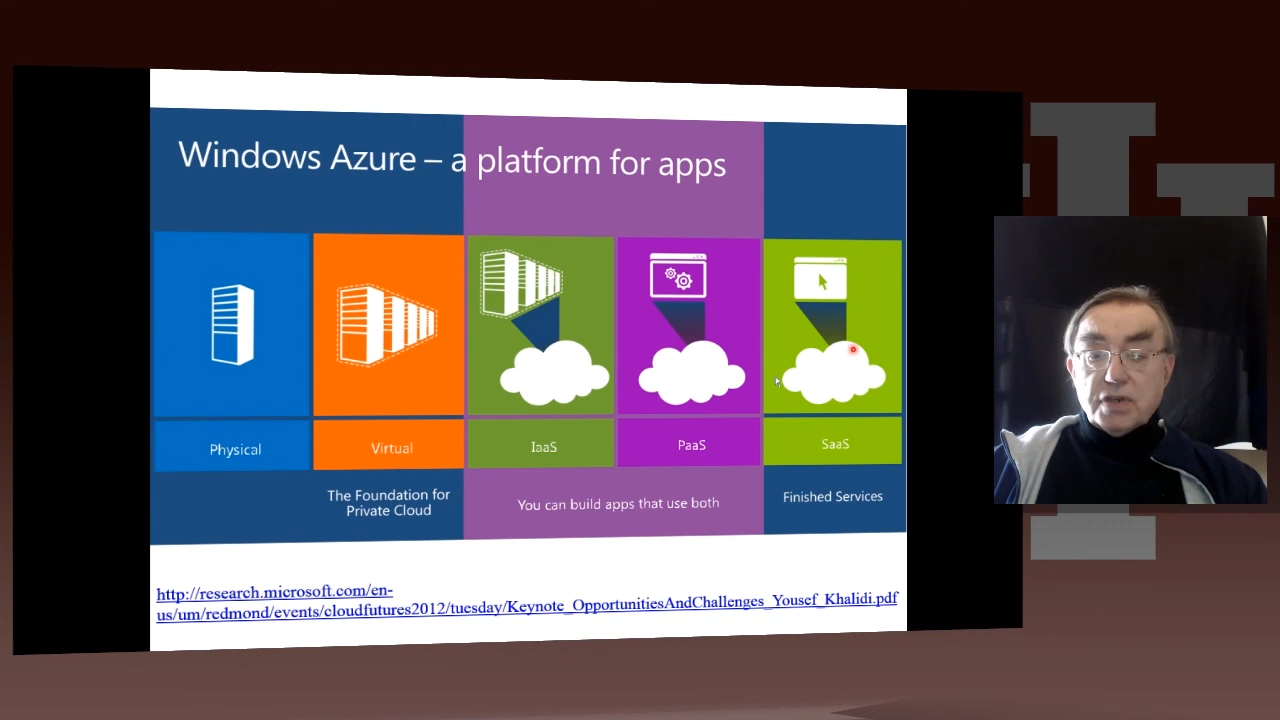 Windows Azure – a platform for apps
Physical
Virtual
IaaS
PaaS
SaaS
The Foundation for
Private Cloud
You can build apps that use both
Finished Services
http://research.microsoft.com/en-
us/um/redmond/events/cloudfutures2012/tuesday/Keynote_OpportunitiesAndChallenges_Yousef_Khalidi.pdf